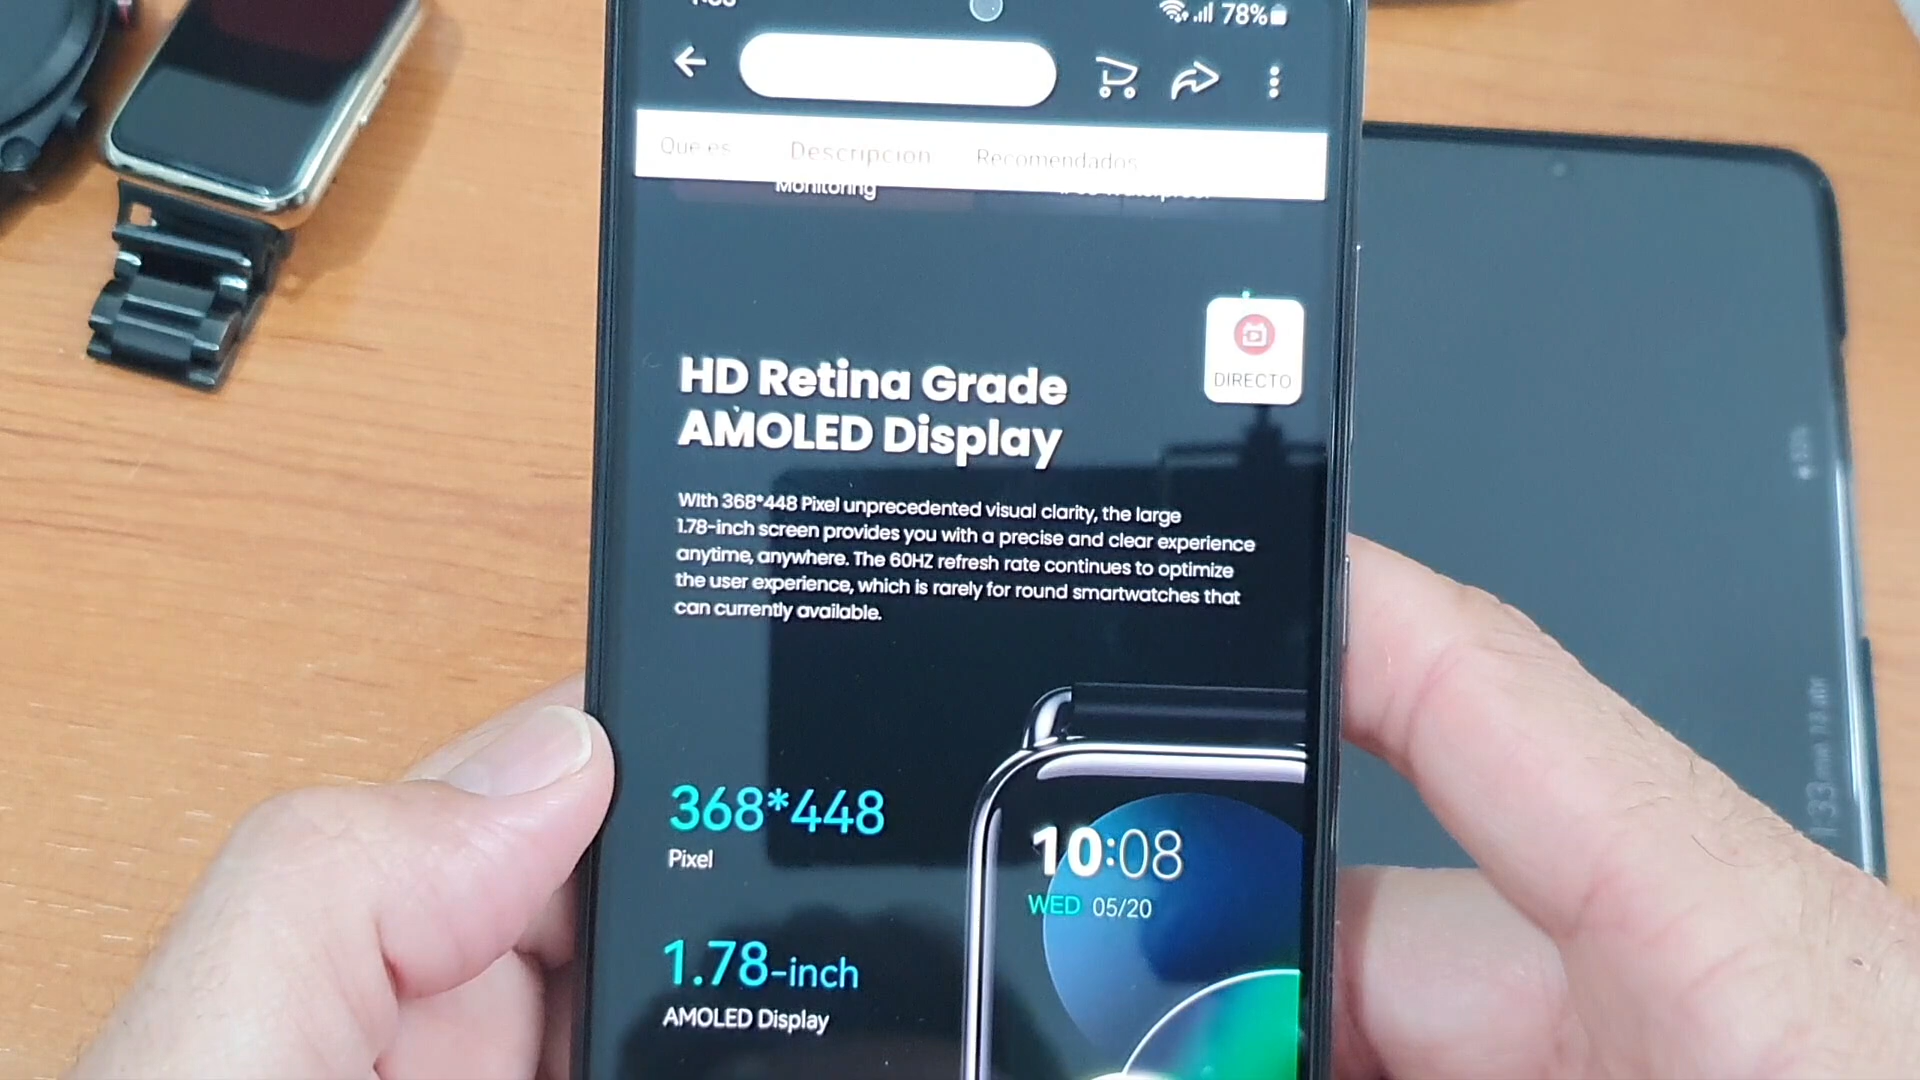 78%
Que es Descripcion Recomendados
Monitoring
DIRECTO
HD Retina Grade
AMOLED Display
With 368*448 Pixel unprecedented visual clarity, the large
1.78-inch screen provides you with a precise and clear experience
anytime, anywhere. The 60HZ refresh rate continues to optimize
the user experience, which is rarely for round smartwatches that
can currently available.
368*448
Pixel
10:08
WED 05/20
1.78-inch
AMOLED Display